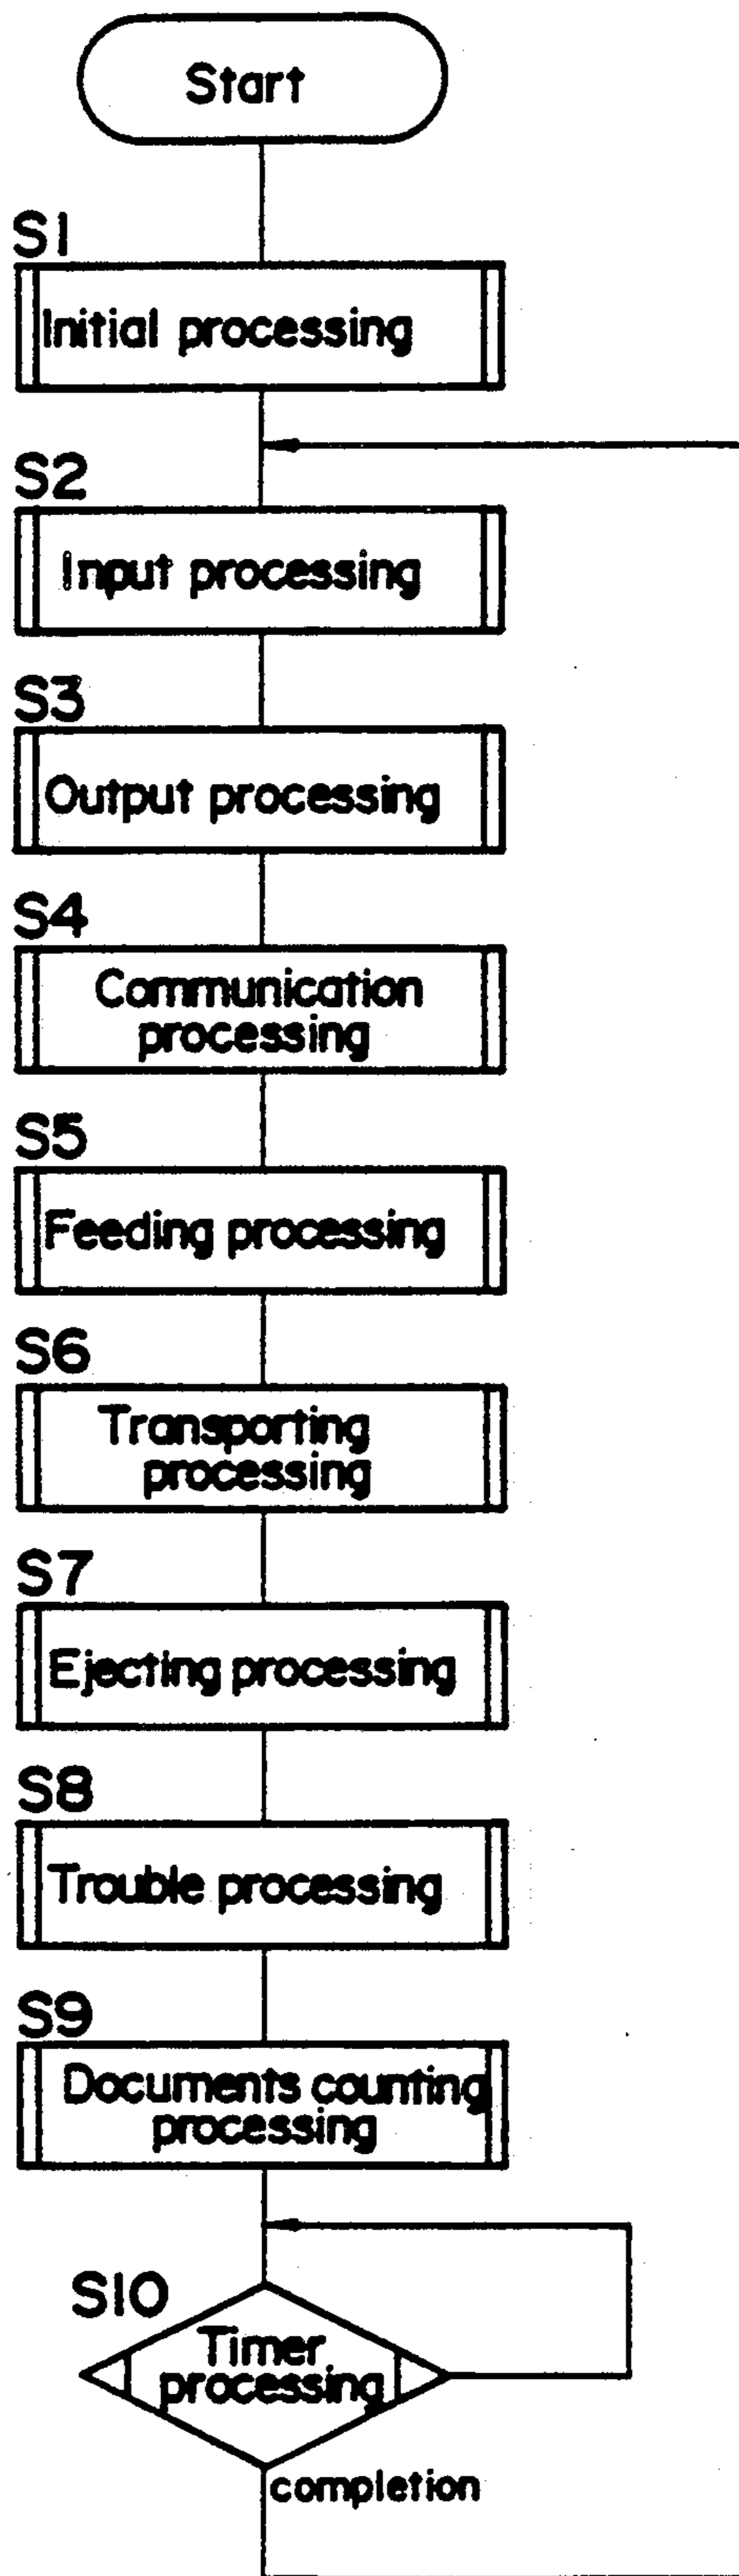 Start
S1
Initial processing
S2
Input processing
S3
Output processing
S4
Communication
processing
S5
Feeding processing
S6
Transporting
processing
S7
Ejecting processing
S8
Trouble processing
S9
Documents counting
processing
S10
Timer
processing
completion